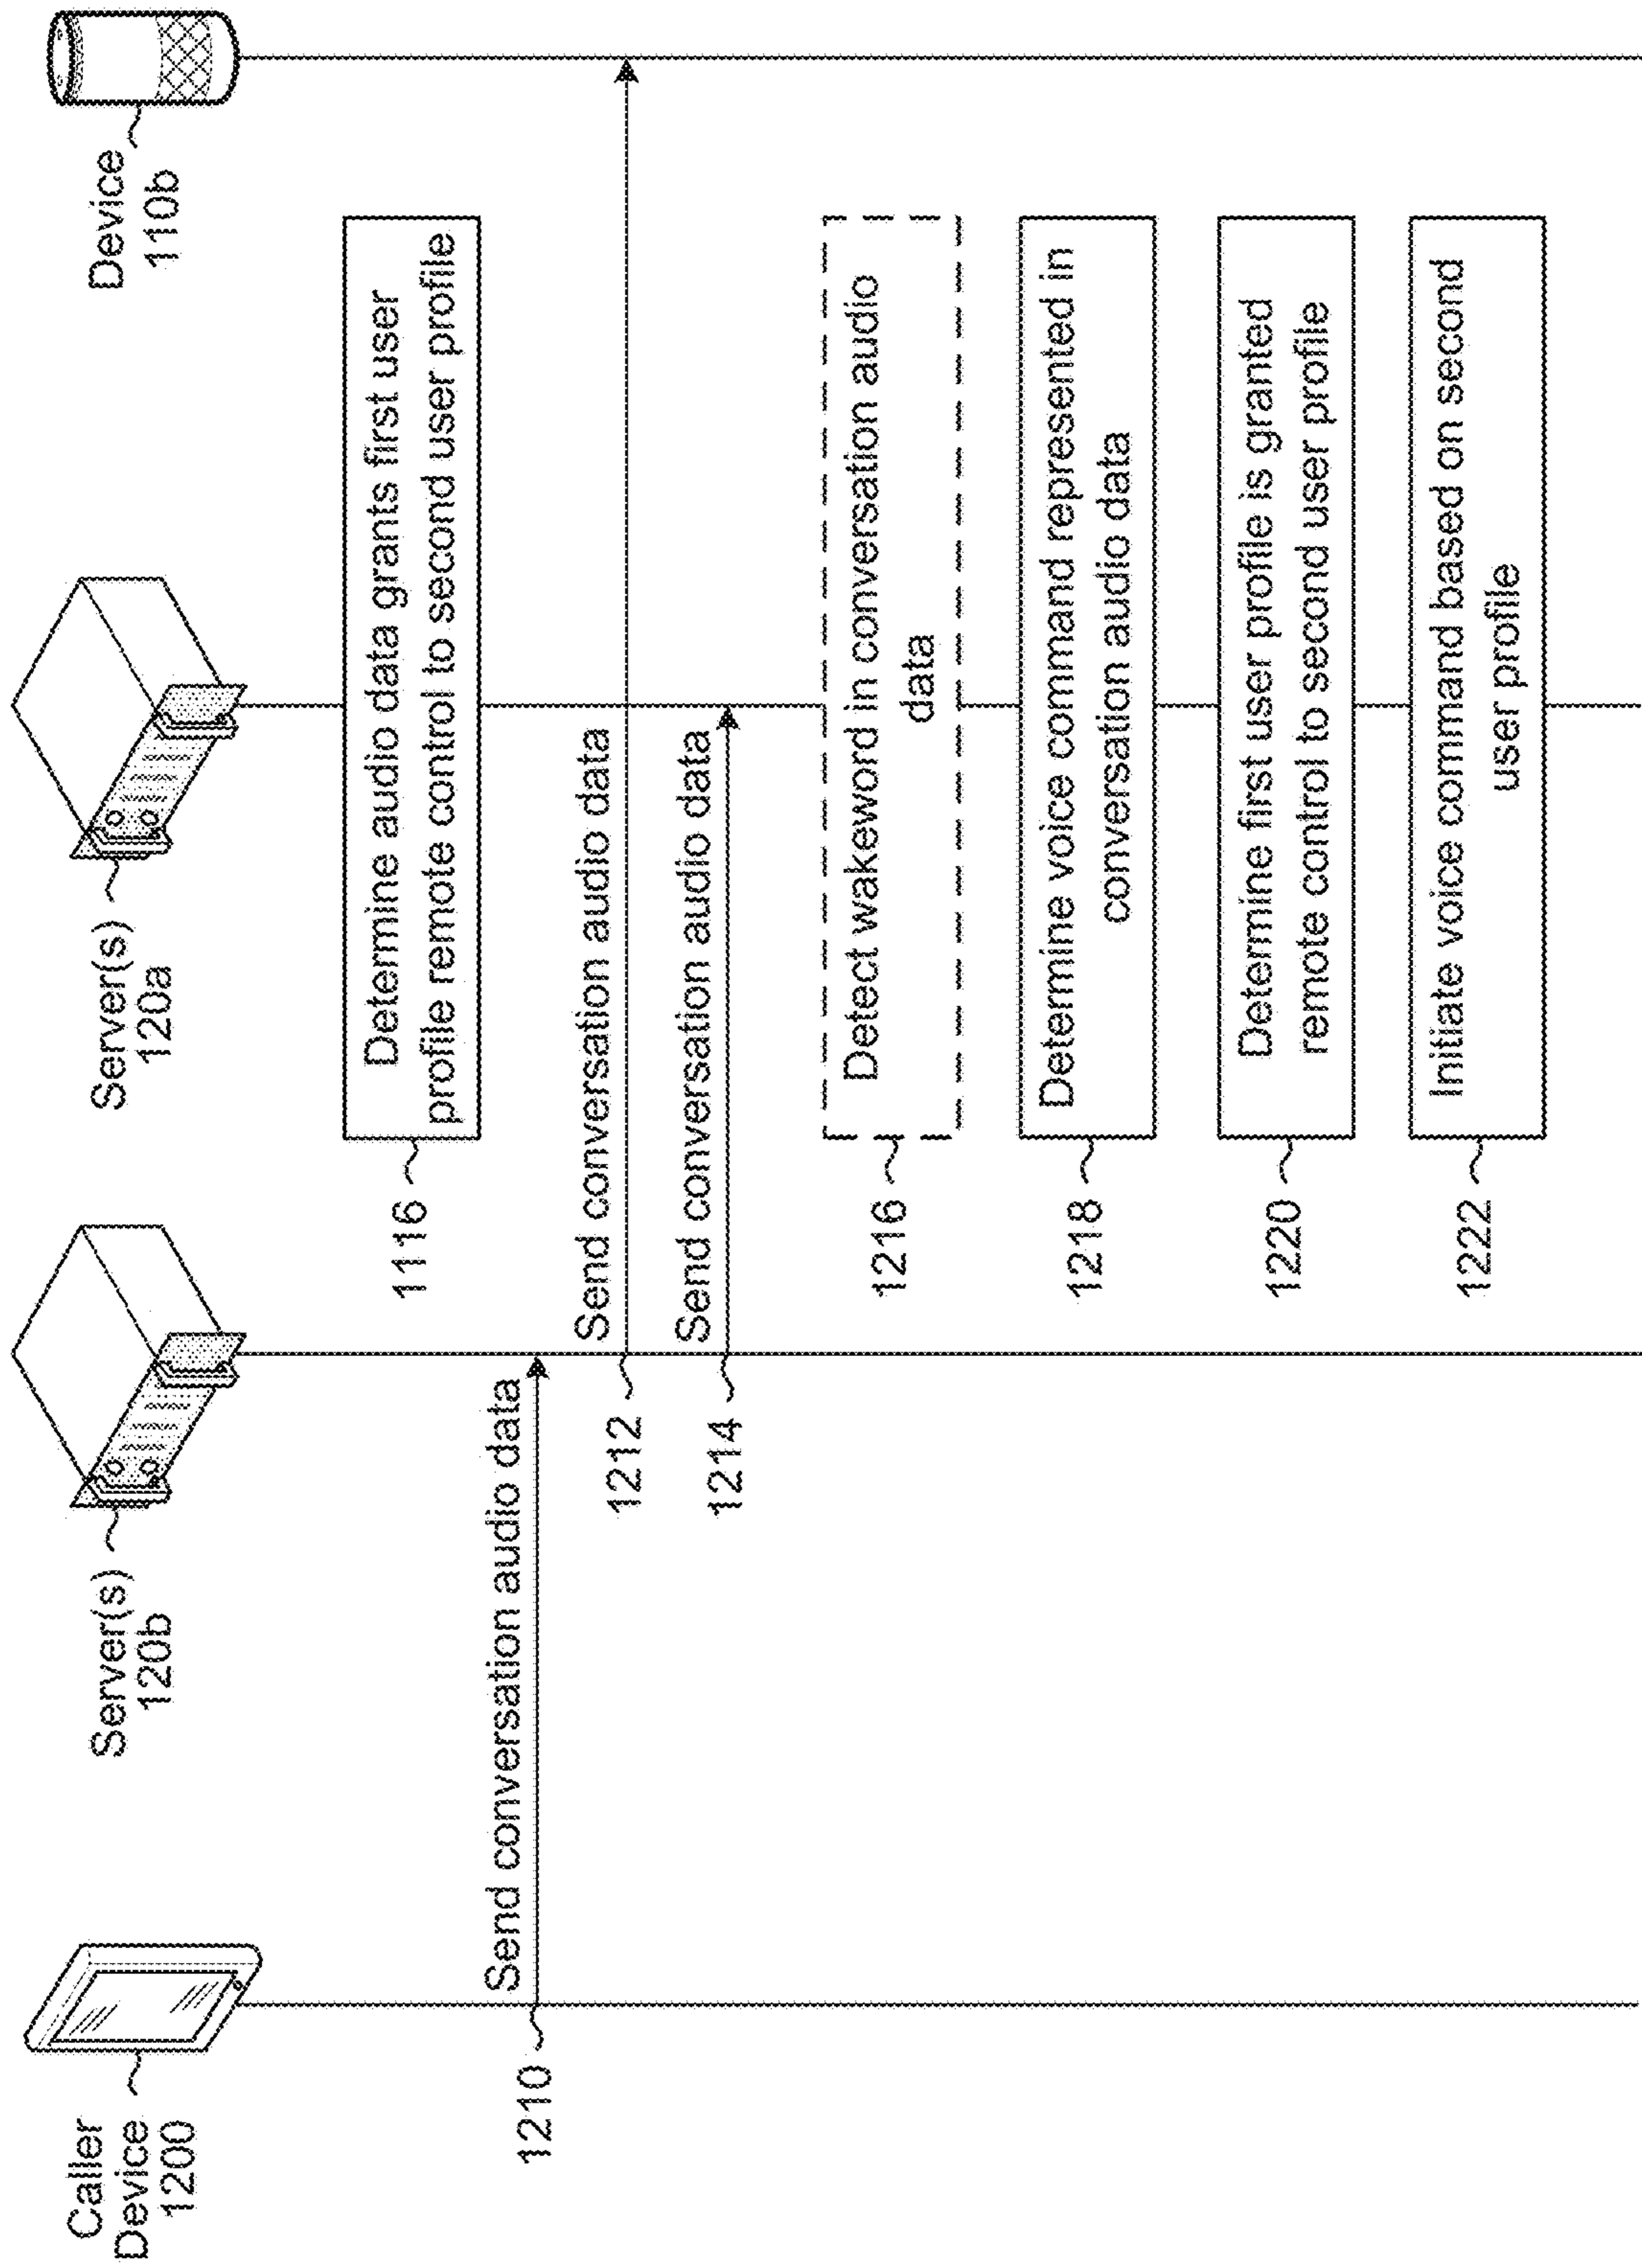 Caller
Device
1200
Server(s)
120b
Server(s)
120a
Device
110b
1116
Determine audio data grants first user
profile remote control to second user profile
Send conversation audio data
1210
Send conversation audio data
1212
Send conversation audio data
1214
1216
Detect wakeword in conversation audio
data
1218
Determine voice command represented in
conversation audio data
1220
Determine first user profile is granted
remote control to second user profile
1222
Initiate voice command based on second
user profile